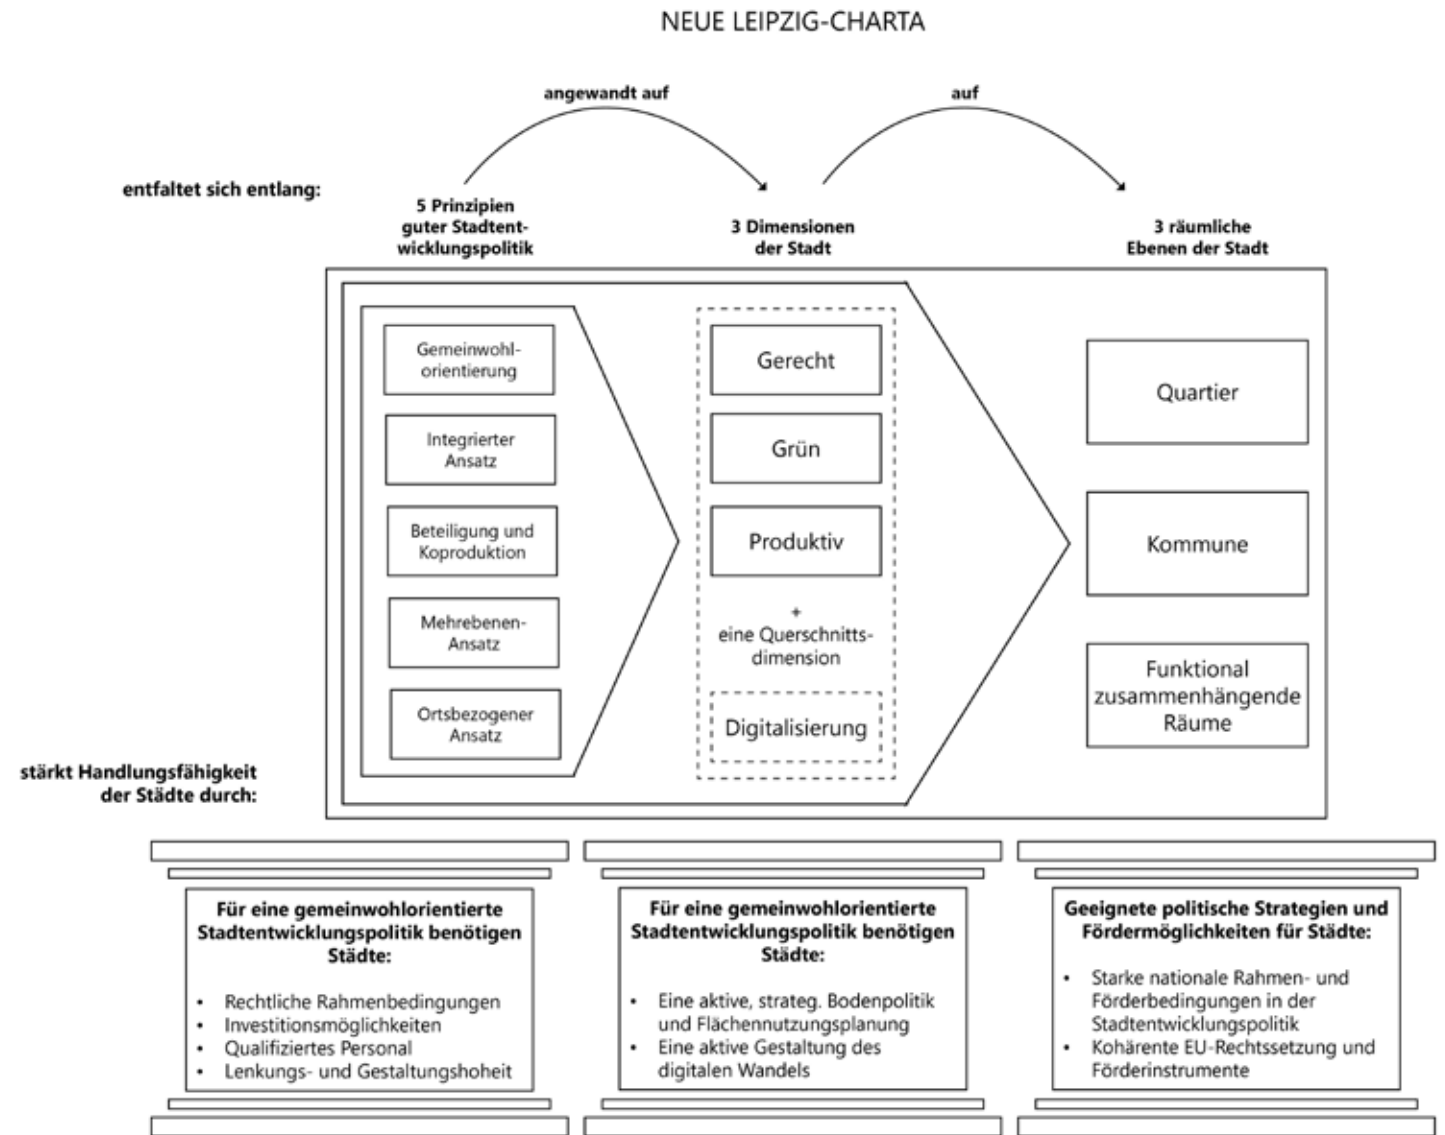 NEUE LEIPZIG-CHARTA
angewandt auf
auf
entfaltet sich entlang:
5 Prinzipien
guter Stadtent-
wicklungspolitik
3 Dimensionen
der Stadt
3 räumliche
Ebenen der Stadt
Gemeinwohl-
orientierung
Integrierter
Ansatz
Beteiligung und
Koproduktion
Mehrebenen-
Ansatz
Ortsbezogener
Ansatz
Gerecht
Grün
Produktiv
+
eine Querschnitts-
dimension
Digitalisierung
Quartier
Kommune
Funktional
zusammenhängende
Räume
stärkt Handlungsfähigkeit
der Städte durch:
Für eine gemeinwohlorientierte
Stadtentwicklungspolitik benötigen
Städte:
• Rechtliche Rahmenbedingungen
• Investitionsmöglichkeiten
• Qualifiziertes Personal
• Lenkungs- und Gestaltungshoheit
Für eine gemeinwohlorientierte
Stadtentwicklungspolitik benötigen
Städte:
• Eine aktive, strateg. Bodenpolitik
und Flächennutzungsplanung
• Eine aktive Gestaltung des
digitalen Wandels
Geeignete politische Strategien und
Fördermöglichkeiten für Städte:
• Starke nationale Rahmen- und
Förderbedingungen in der
Stadtentwicklungspolitik
• Kohärente EU-Rechtssetzung und
Förderinstrumente